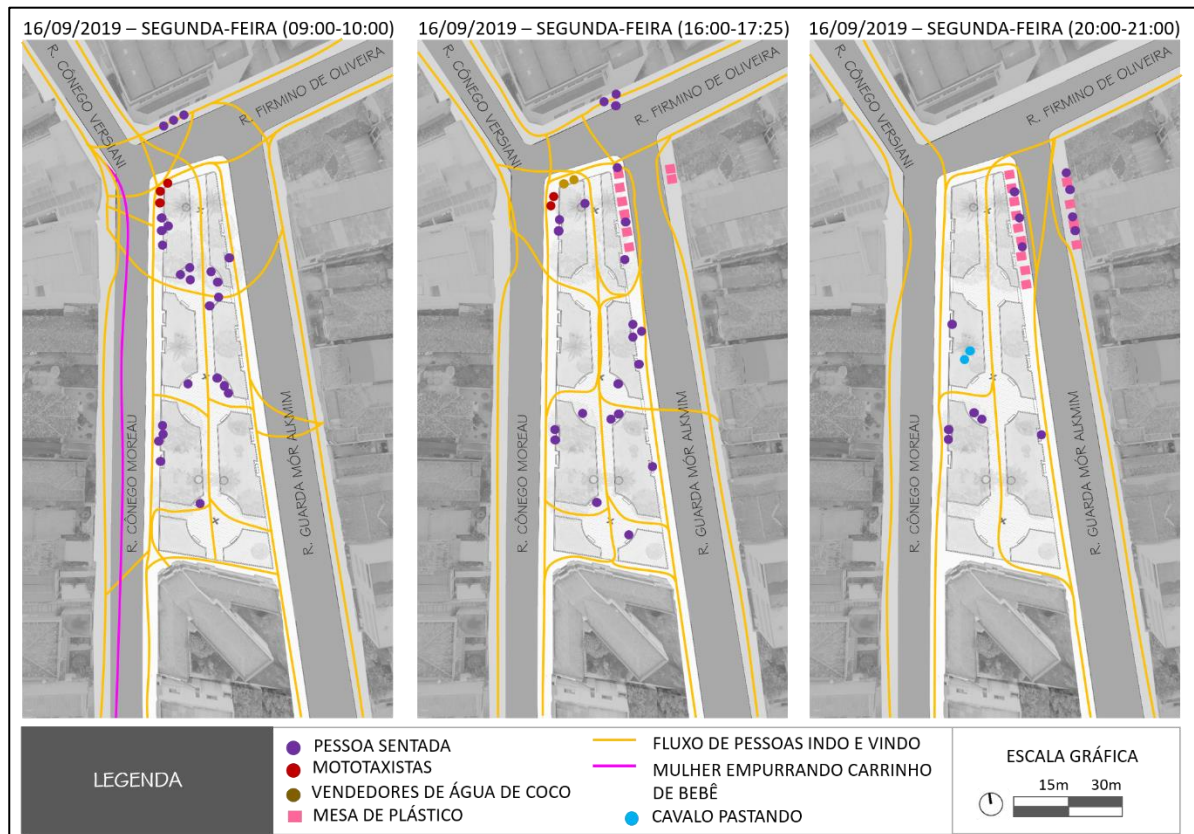 16/09/2019 – SEGUNDA-FEIRA (09:00-10:00)
16/09/2019 – SEGUNDA-FEIRA (16:00-17:25)
16/09/2019 – SEGUNDA-FEIRA (20:00-21:00)
R. CÔNEGO VERSIANI
R. FIRMINO DE OLIVEIRA
R. CÔNEGO MOREAU
R. GUARDA MÓR ALKMIM
R. CÔNEGO VERSIANI
R. FIRMINO DE OLIVEIRA
R. CÔNEGO MOREAU
R. GUARDA MÓR ALKMIM
R. CÔNEGO VERSIANI
R. FIRMINO DE OLIVEIRA
R. CÔNEGO MOREAU
R. GUARDA MÓR ALKMIM
LEGENDA
PESSOA SENTADA
MOTOTAXISTAS
VENDEDORES DE ÁGUA DE COCO
MESA DE PLÁSTICO
FLUXO DE PESSOAS INDO E VINDO
MULHER EMPURRANDO CARRINHO
DE BEBÊ
CAVALO PASTANDO
ESCALA GRÁFICA
15m 30m